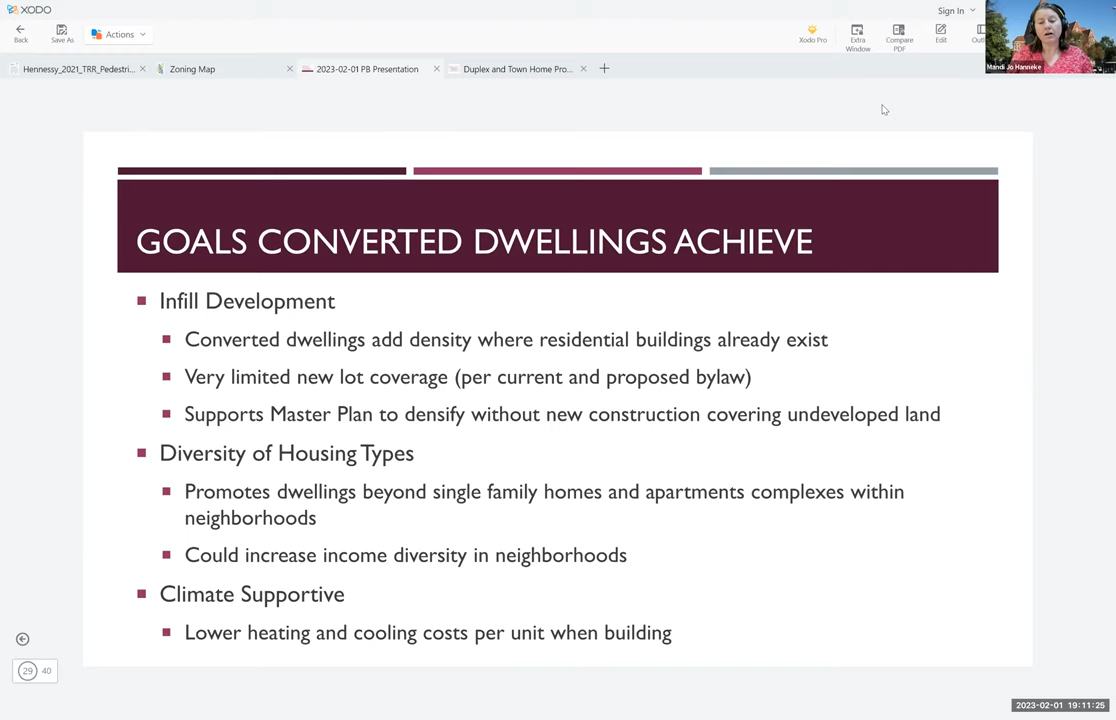 XODO
Sign In
Back
Save As
Actions
Xodo Pro
Extra Window
Compare PDF
Edit
Mandi Jo Hanneke
Hennessy_2021_TRR_Pedestri...
Zoning Map
2023-02-01 PB Presentation
Duplex and Town Home Pro...
GOALS CONVERTED DWELLINGS ACHIEVE
Infill Development
Converted dwellings add density where residential buildings already exist
Very limited new lot coverage (per current and proposed bylaw)
Supports Master Plan to densify without new construction covering undeveloped land
Diversity of Housing Types
Promotes dwellings beyond single family homes and apartments complexes within
neighborhoods
Could increase income diversity in neighborhoods
Climate Supportive
Lower heating and cooling costs per unit when building
29 40
2023-02-01 19:11:25